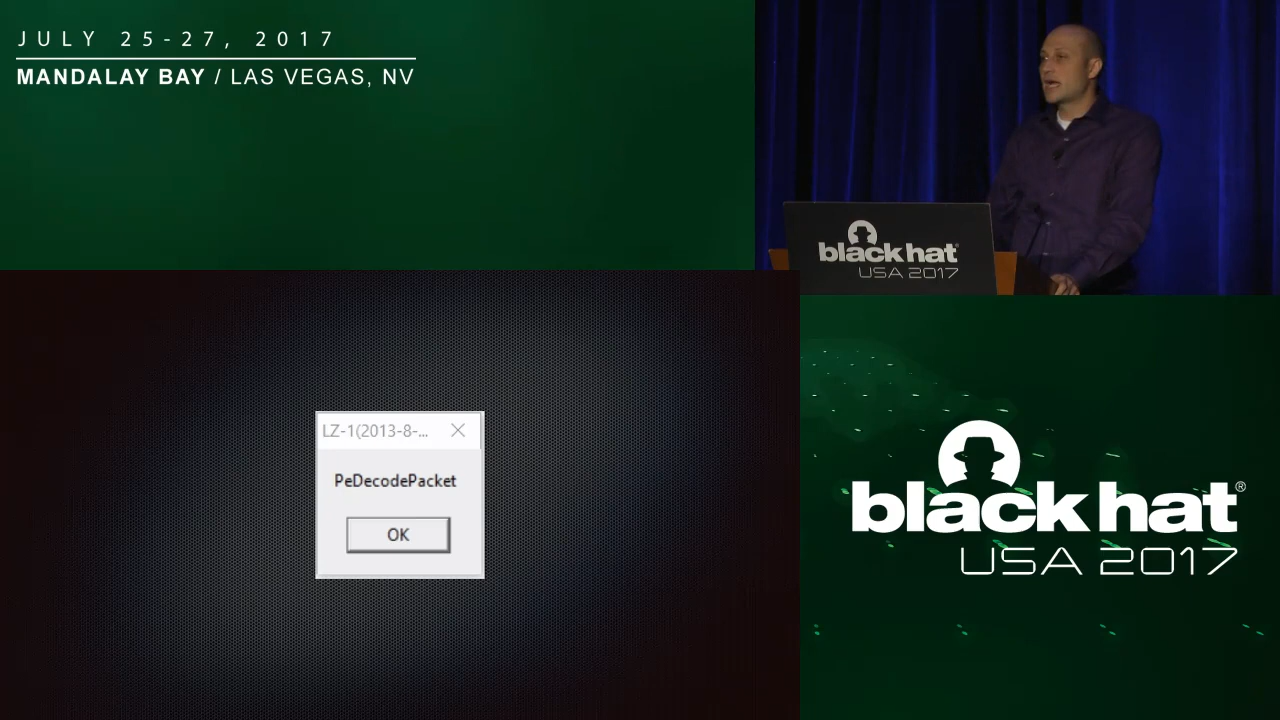 JULY 25-27, 2017
MANDALAY BAY / LAS VEGAS, NV
black hat®
USA 2017
LZ-1(2013-8-...
PeDecodePacket
OK
black hat®
USA 2017